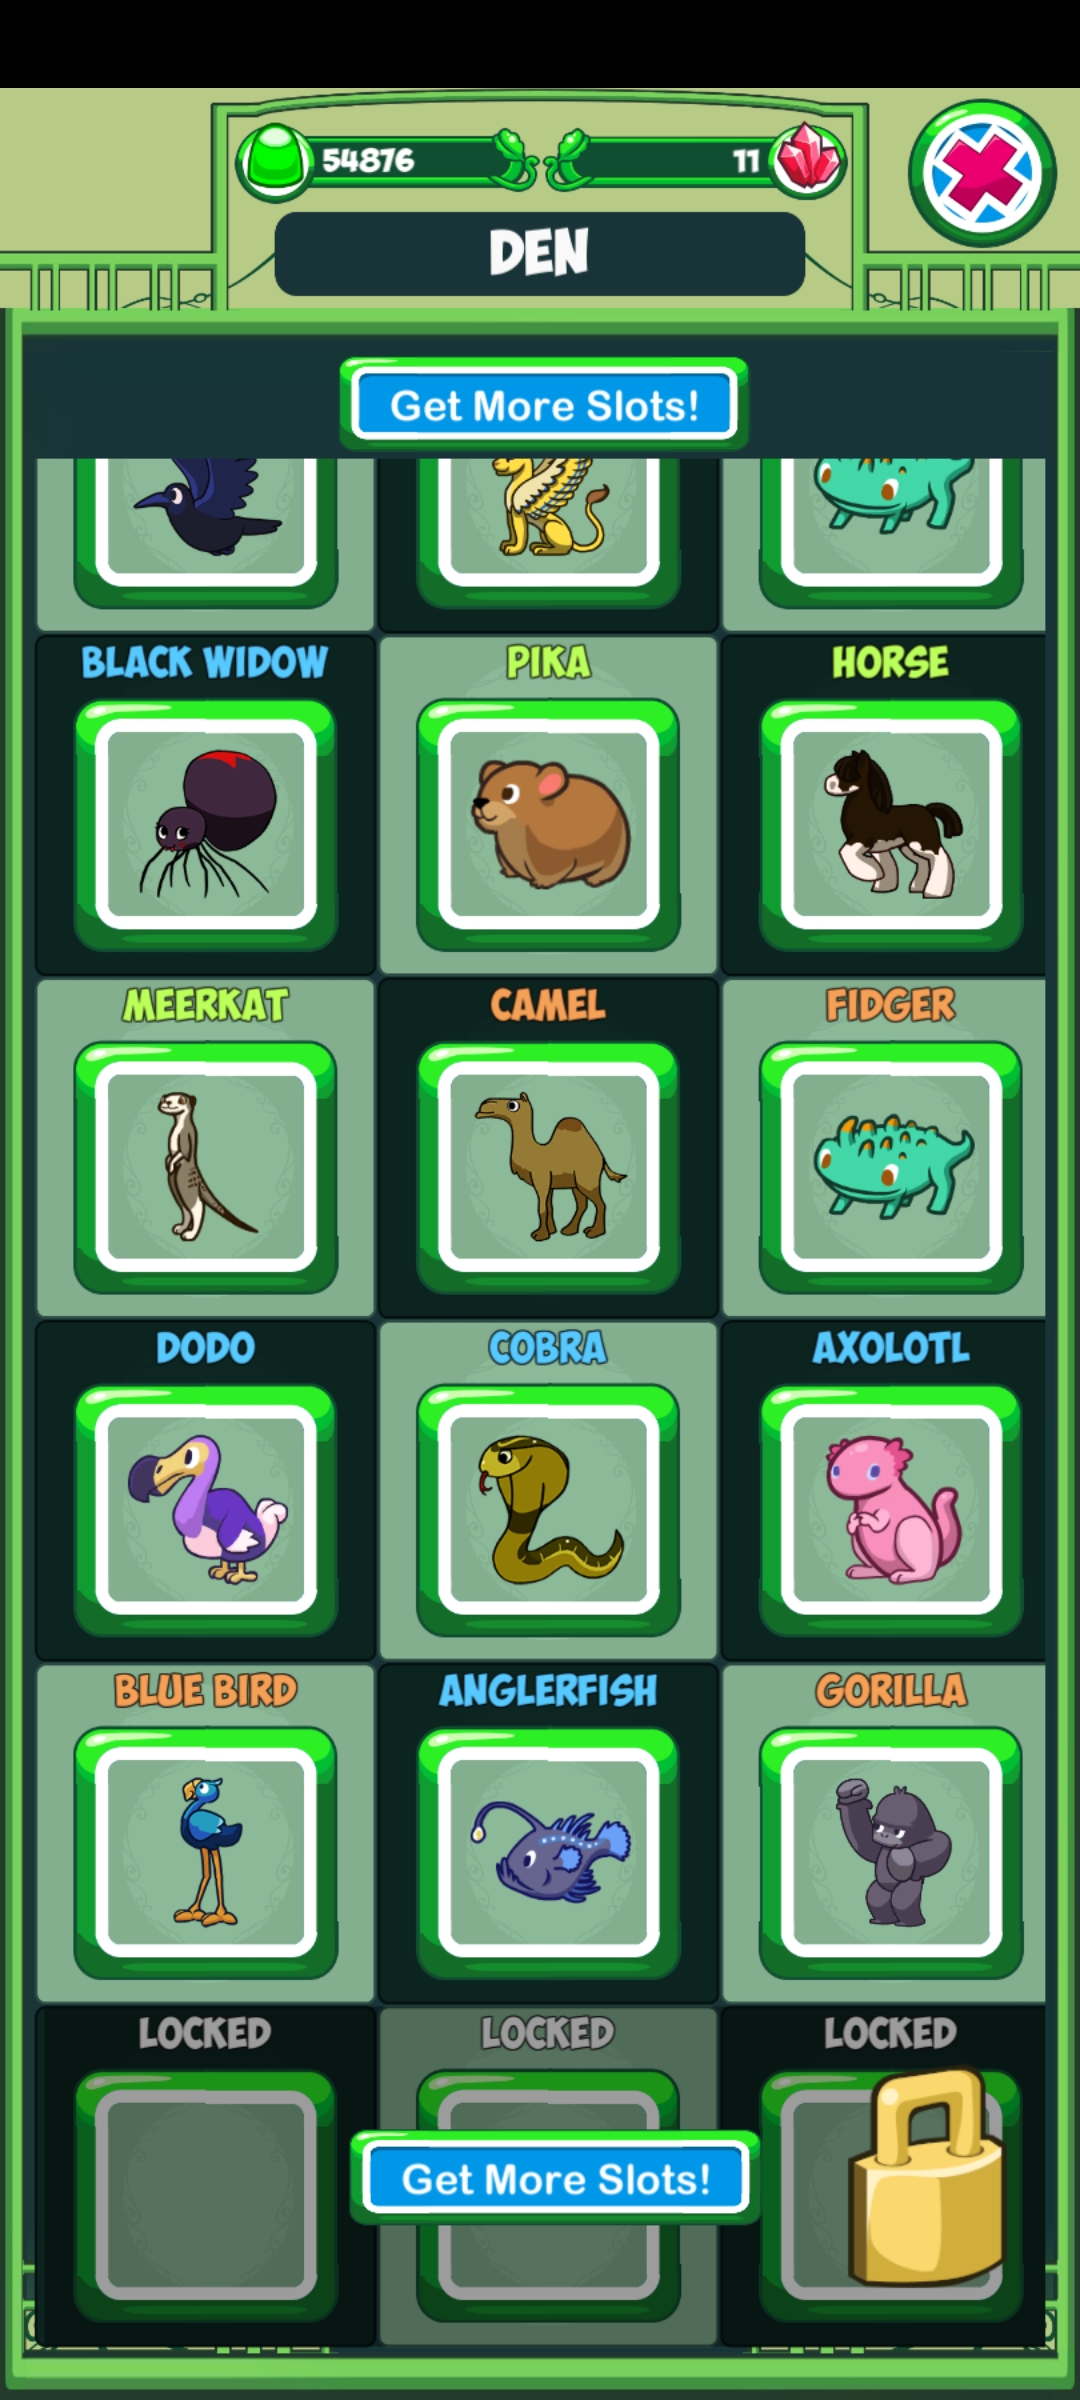 54876
11
DEN
Get More Slots!
BLACK WIDOW
PIKA
HORSE
MEERKAT
CAMEL
FIDGER
DODO
COBRA
AXOLOTL
BLUE BIRD
ANGLERFISH
GORILLA
LOCKED
LOCKED
LOCKED
Get More Slots!